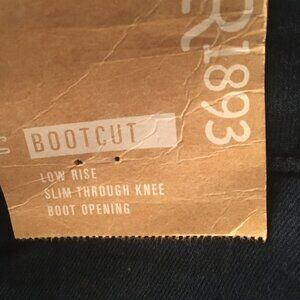 R1893
BOOTCUT
LOW RISE
SLIM THROUGH KNEE
BOOT OPENING